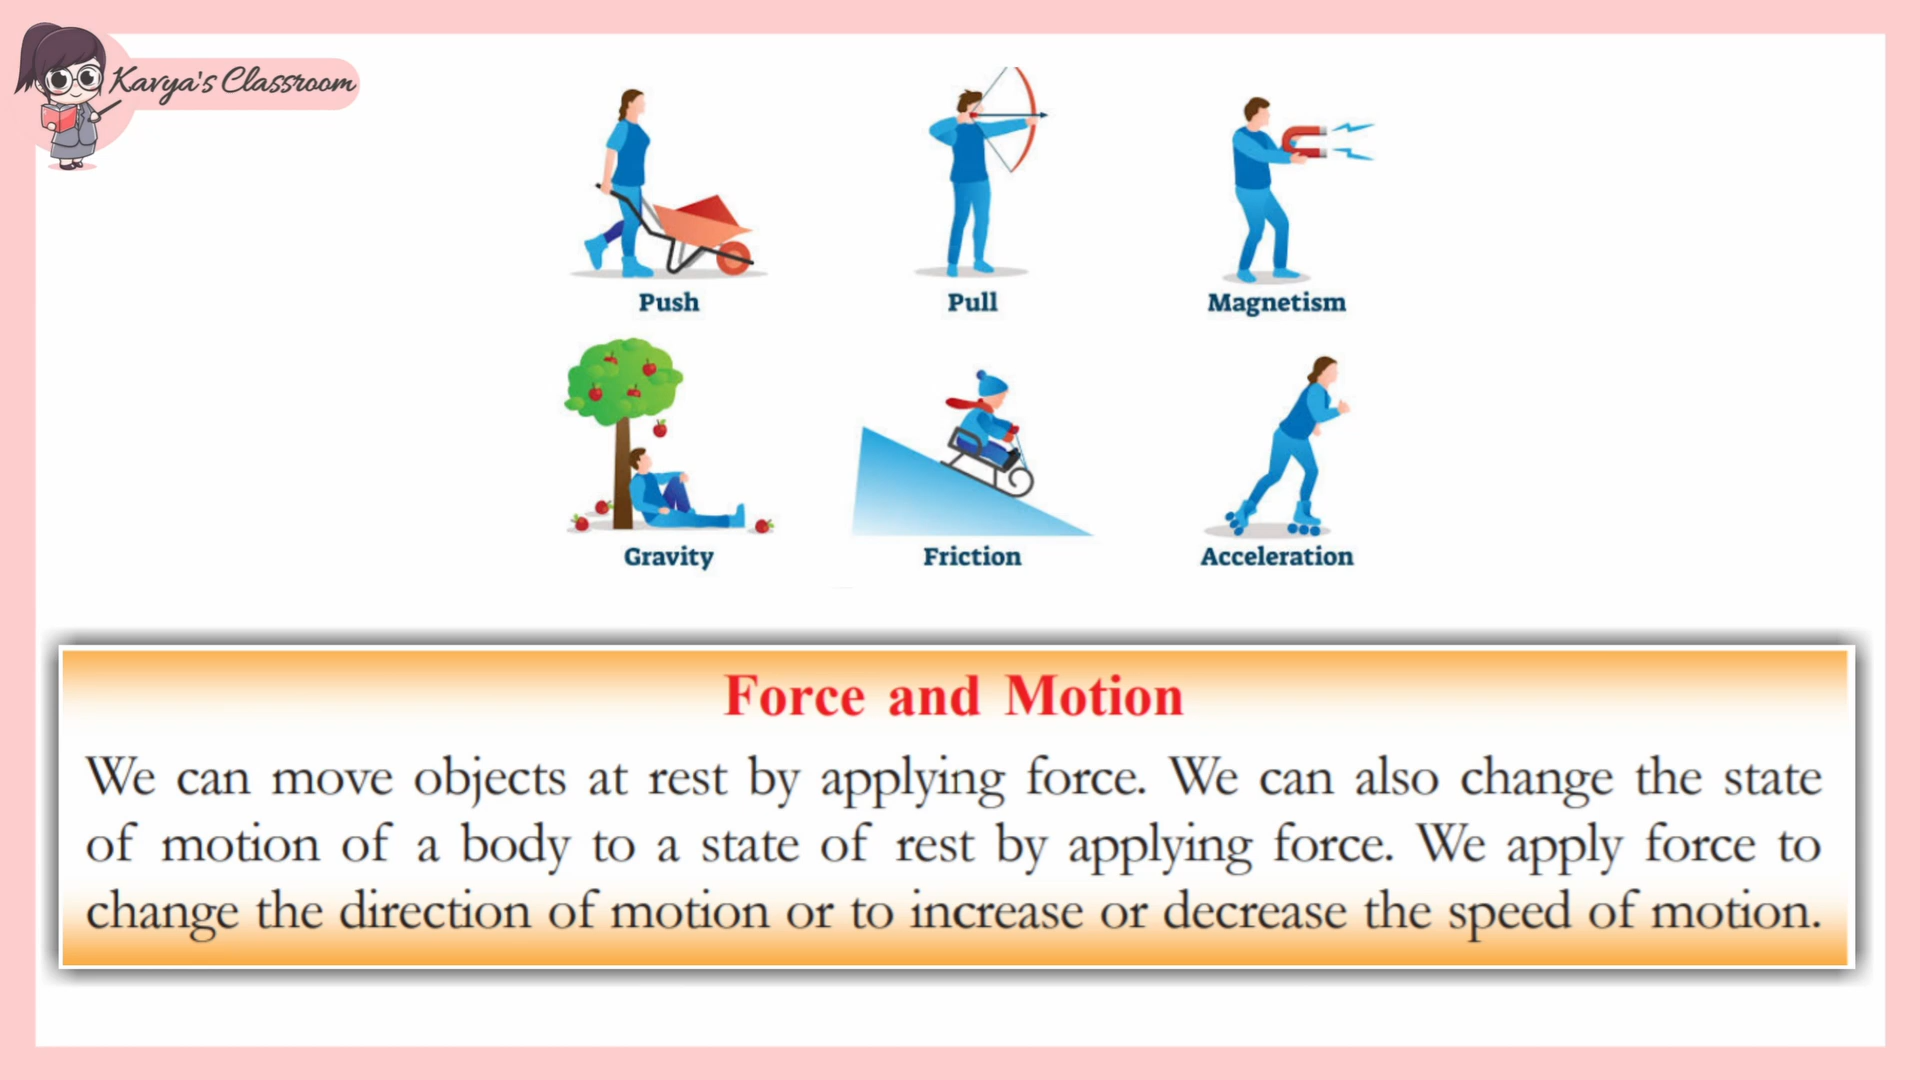 Kavya's Classroom
Push
Pull
Magnetism
Gravity
Friction
Acceleration
Force and Motion
We can move objects at rest by applying force. We can also change the state
of motion of a body to a state of rest by applying force. We apply force to
change the direction of motion or to increase or decrease the speed of motion.